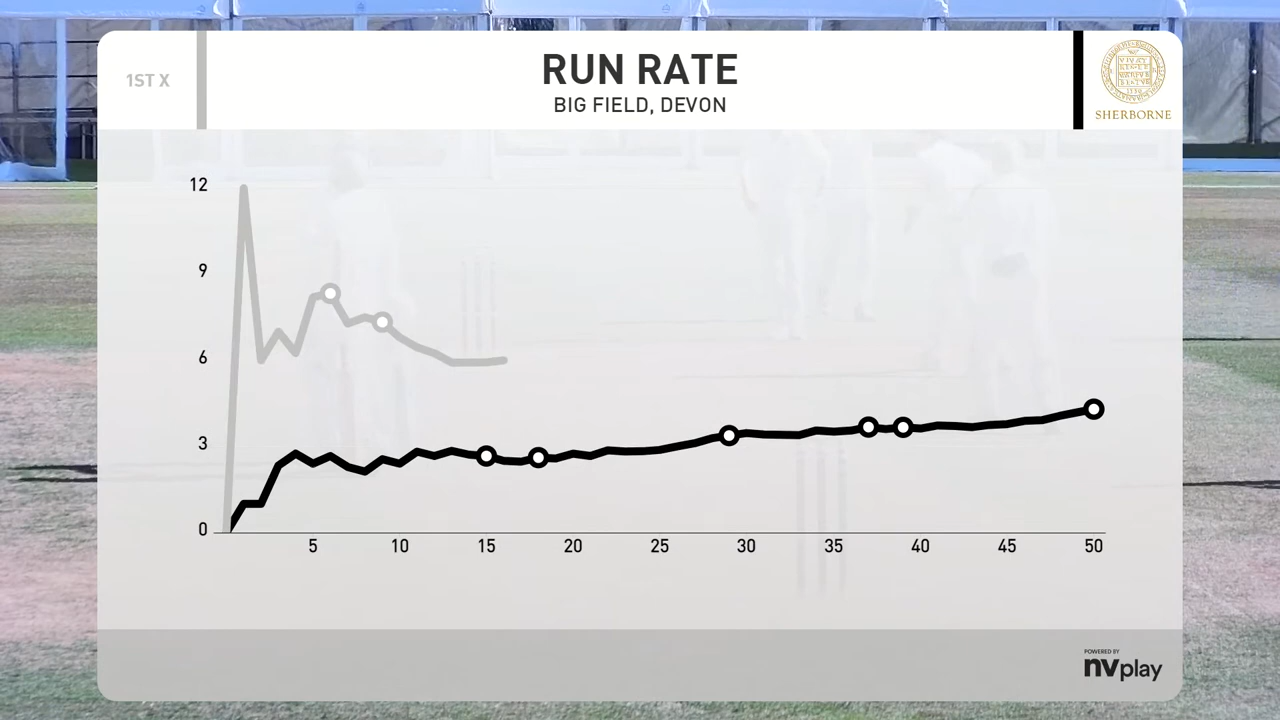 1ST X
RUN RATE
BIG FIELD, DEVON
SHERBORNE
12
9
6
3
0
5 10 15 20 25 30 35 40 45 50
POWERED BY
nvplay